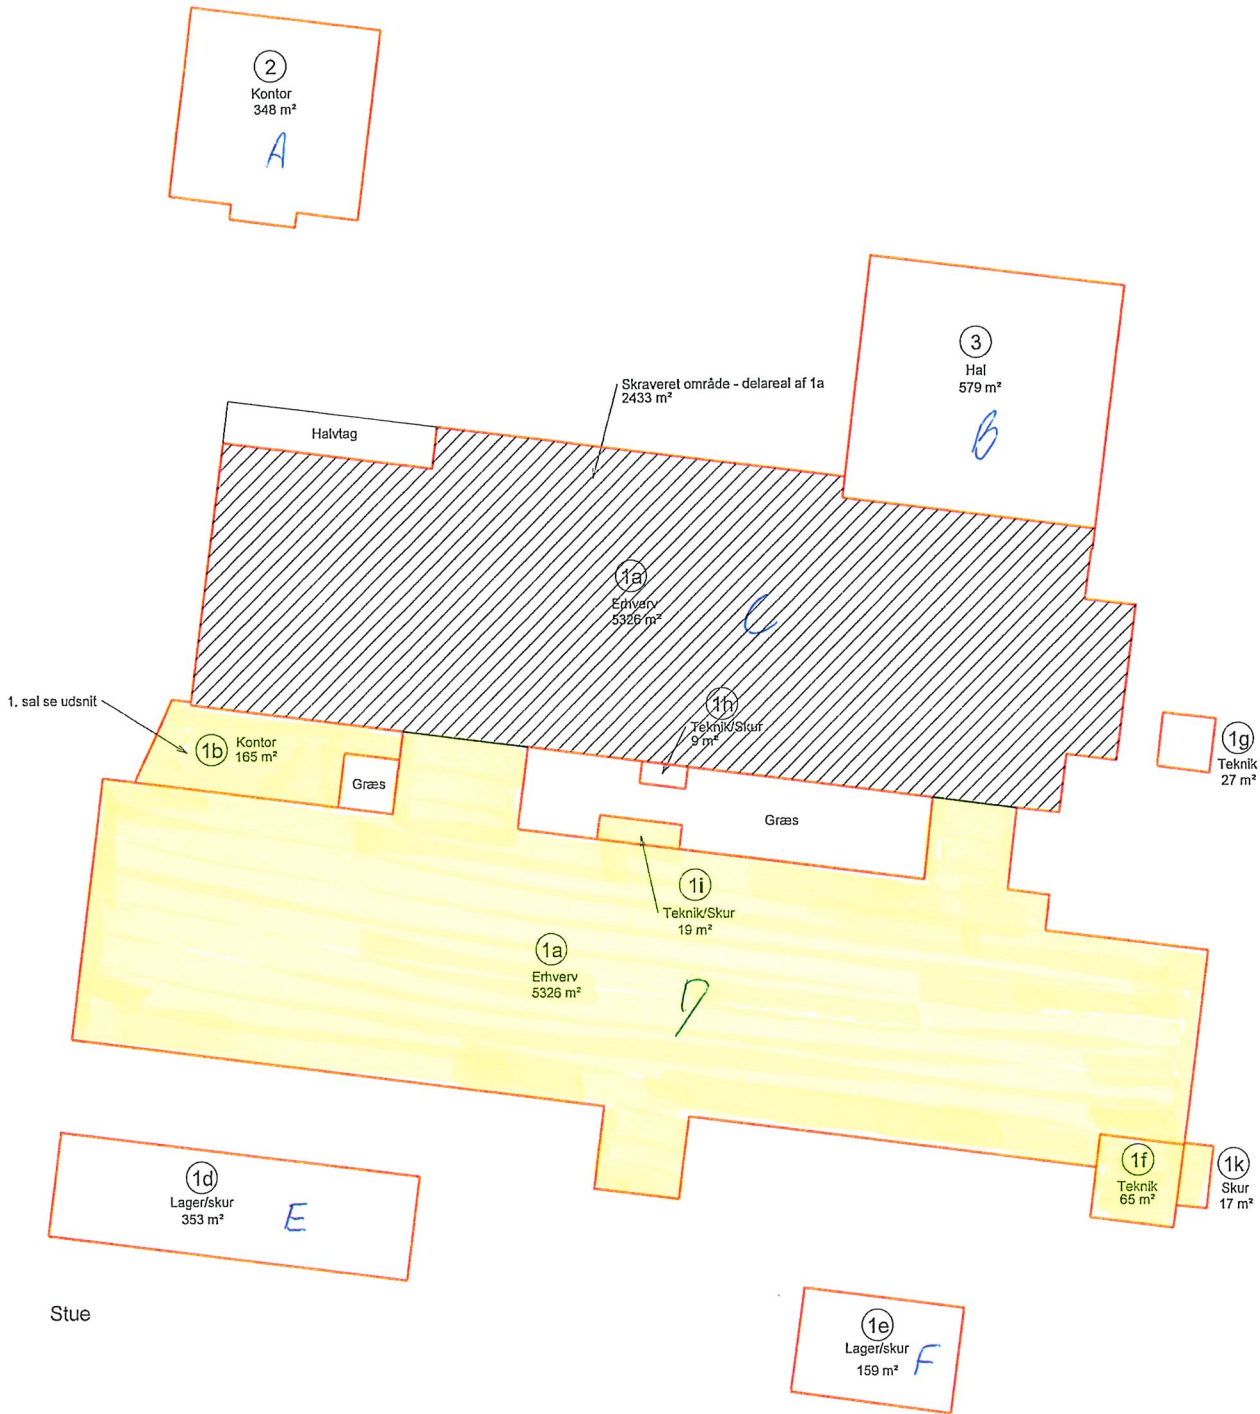 2
Kontor
348 m²
A
3
Hal
579 m²
B
Skraveret område - delareal af 1a
2433 m²
Halvtag
1a
Erhverv
5326 m²
C
1h
Teknik/Skur
9 m²
1. sal se udsnit
1b
Kontor
165 m²
Græs
Græs
1g
Teknik
27 m²
1i
Teknik/Skur
19 m²
1a
Erhverv
5326 m²
D
1f
Teknik
65 m²
1k
Skur
17 m²
1d
Lager/skur
353 m²
E
Stue
1e
Lager/skur
159 m²
F